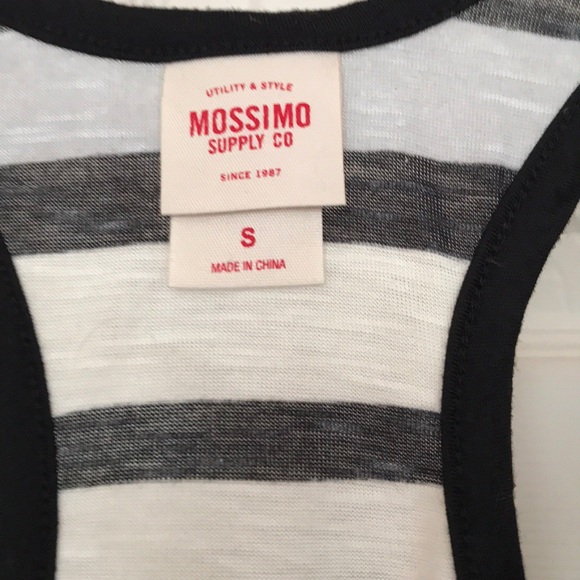 UTILITY & STYLE
MOSSIMO
SUPPLY CO
SINCE 1987
S
MADE IN CHINA